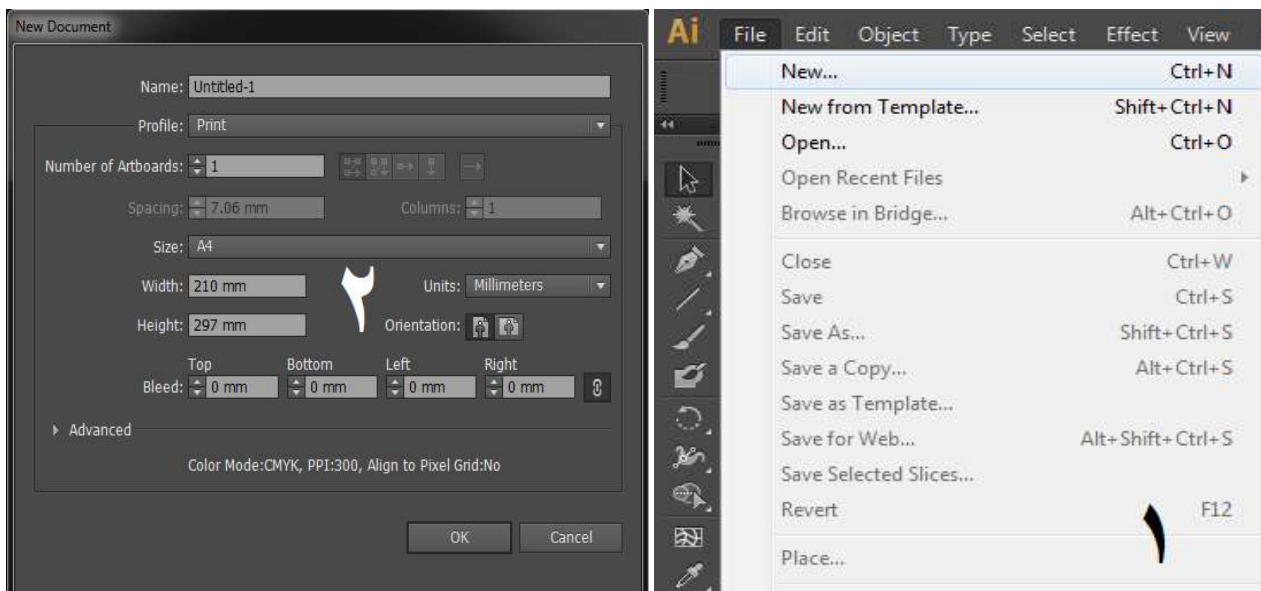 New Document
Name: Untitled-1
Profile: Print
Number of Artboards: 1
Spacing: 7.06 mm Columns: 1
Size: A4
Width: 210 mm Units: Millimeters
Height: 297 mm Orientation:
Top Bottom Left Right
Bleed: 0 mm 0 mm 0 mm 0 mm
Advanced
Color Mode:CMYK, PPI:300, Align to Pixel Grid:No
OK Cancel
٢
Ai File Edit Object Type Select Effect View
New... Ctrl+N
New from Template... Shift+Ctrl+N
Open... Ctrl+O
Open Recent Files
Browse in Bridge... Alt+Ctrl+O
Close Ctrl+W
Save Ctrl+S
Save As... Shift+Ctrl+S
Save a Copy... Alt+Ctrl+S
Save as Template...
Save for Web... Alt+Shift+Ctrl+S
Save Selected Slices...
Revert F12
Place...
١